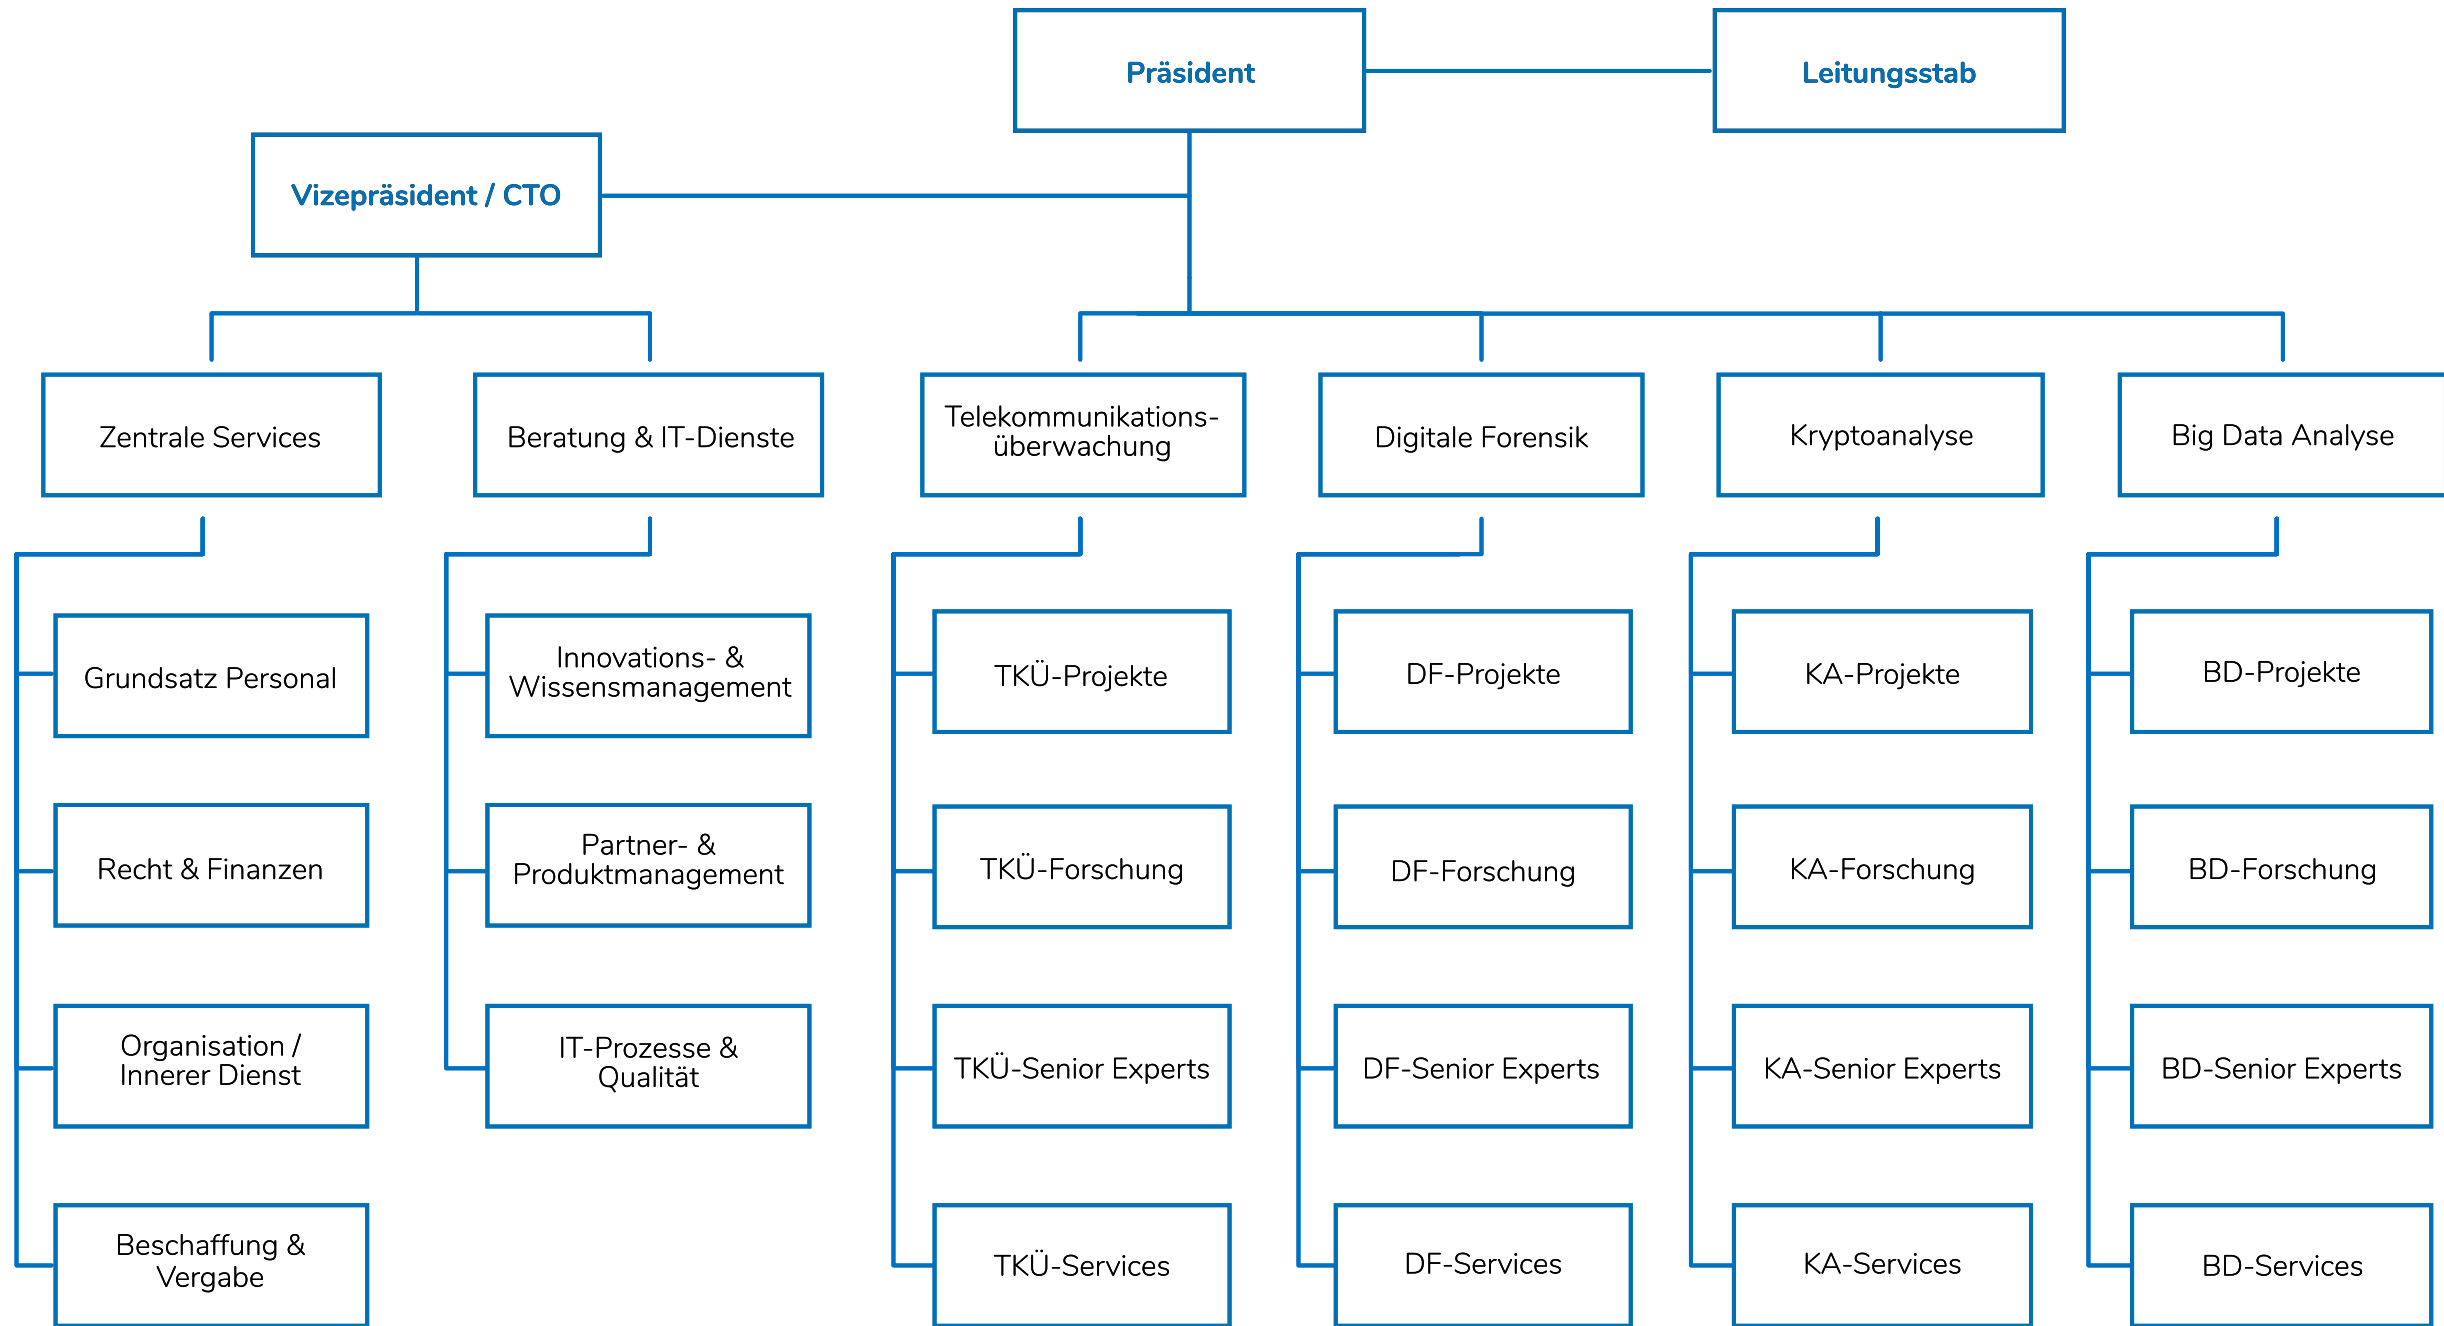 Präsident
Leitungsstab
Vizepräsident / CTO
Zentrale Services
Beratung & IT-Dienste
Telekommunikations-
überwachung
Digitale Forensik
Kryptoanalyse
Big Data Analyse
Grundsatz Personal
Innovations- &
Wissensmanagement
TKÜ-Projekte
DF-Projekte
KA-Projekte
BD-Projekte
Recht & Finanzen
Partner- &
Produktmanagement
TKÜ-Forschung
DF-Forschung
KA-Forschung
BD-Forschung
Organisation /
Innerer Dienst
IT-Prozesse &
Qualität
TKÜ-Senior Experts
DF-Senior Experts
KA-Senior Experts
BD-Senior Experts
Beschaffung &
Vergabe
TKÜ-Services
DF-Services
KA-Services
BD-Services